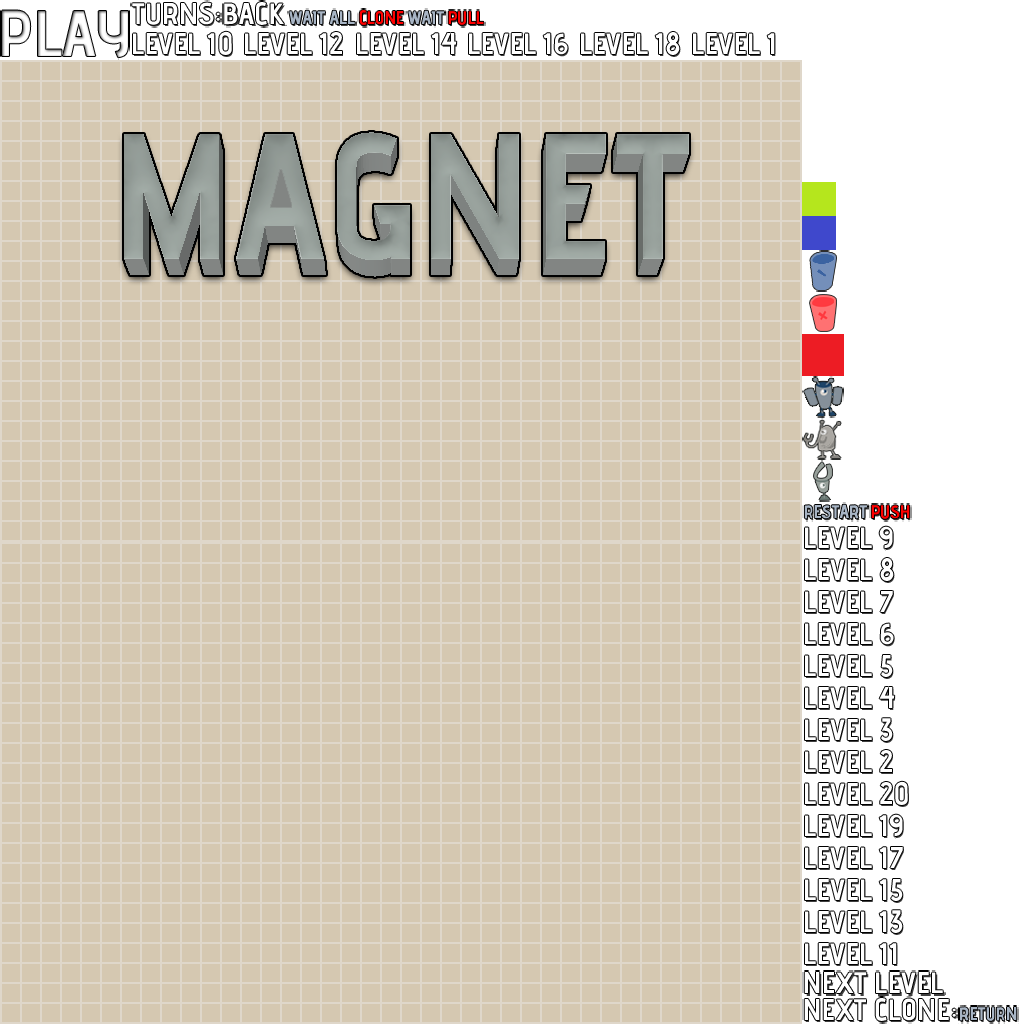 PLAY
TURNS: BACK WAIT ALL CLONE WAIT PULL
LEVEL 10 LEVEL 12 LEVEL 14 LEVEL 16 LEVEL 18 LEVEL 1
MAGNET
RESTART PUSH
LEVEL 9
LEVEL 8
LEVEL 7
LEVEL 6
LEVEL 5
LEVEL 4
LEVEL 3
LEVEL 2
LEVEL 20
LEVEL 19
LEVEL 17
LEVEL 15
LEVEL 13
LEVEL 11
NEXT LEVEL
NEXT CLONE: RETURN